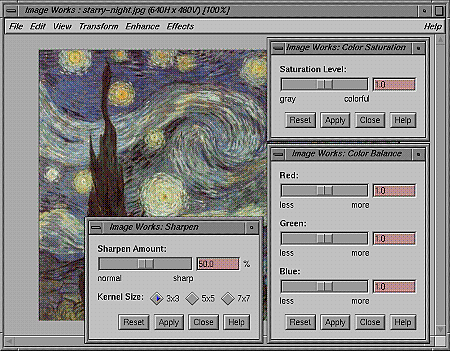 Image Works : starry-night.jpg (640H x 480V) [100%]
File Edit View Transform Enhance Effects Help
Image Works: Color Saturation
Saturation Level:
1.0
gray colorful
Reset Apply Close Help
Image Works: Color Balance
Red:
1.0
less more
Green:
1.0
less more
Blue:
1.0
less more
Reset Apply Close Help
Image Works: Sharpen
Sharpen Amount:
50.0 %
normal sharp
Kernel Size: 3x3 5x5 7x7
Reset Apply Close Help